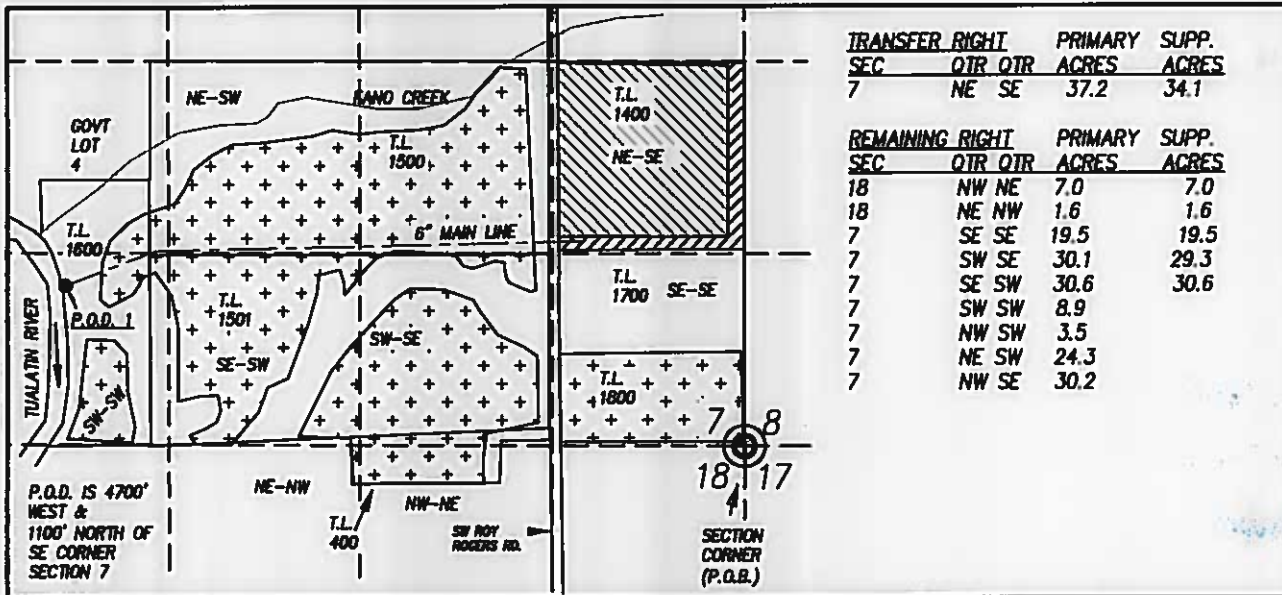 TRANSFER RIGHT PRIMARY SUPP.
SEC QTR QTR ACRES ACRES
7 NE SE 37.2 34.1
REMAINING RIGHT PRIMARY SUPP.
SEC QTR QTR ACRES ACRES
18 NW NE 7.0 7.0
18 NE NW 1.6 1.6
7 SE SE 19.5 19.5
7 SW SE 30.1 29.3
7 SE SW 30.6 30.6
7 SW SW 8.9
7 NW SW 3.5
7 NE SW 24.3
7 NW SE 30.2
NE-SW
CREEK
GOVT
LOT
4
T.L.
1500
T.L.
1400
NE-SE
T.L.
1600
6" MAIN LINE
P.O.D. 1
TUALATIN RIVER
T.L.
1501
SE-SW
SW-SE
T.L.
1700 SE-SE
SW-SW
T.L.
1800
7 8
18 17
NE-NW
NW-NE
T.L.
400
SW ROY
ROGERS RD.
SECTION
CORNER
(P.O.B.)
P.O.D. IS 4700'
WEST &
1100' NORTH OF
SE CORNER
SECTION 7